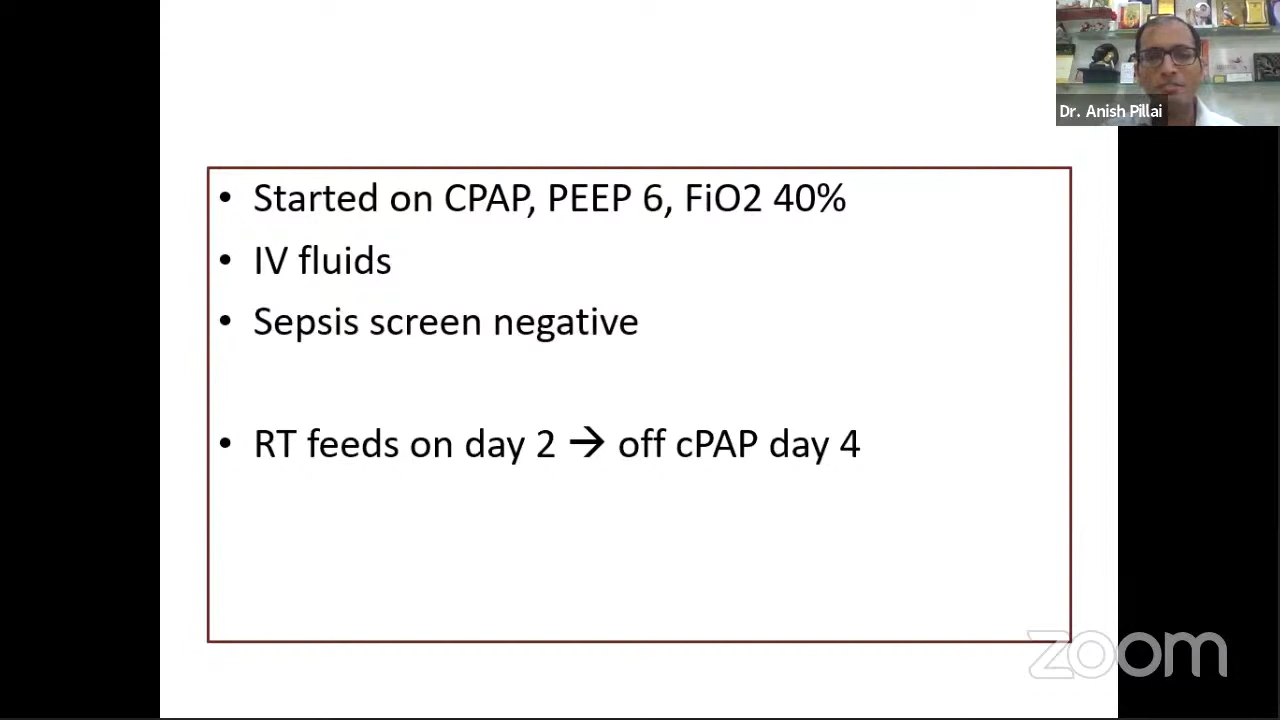 Dr. Anish Pillai
• Started on CPAP, PEEP 6, FiO2 40%
• IV fluids
• Sepsis screen negative
• RT feeds on day 2 → off cPAP day 4
zoom